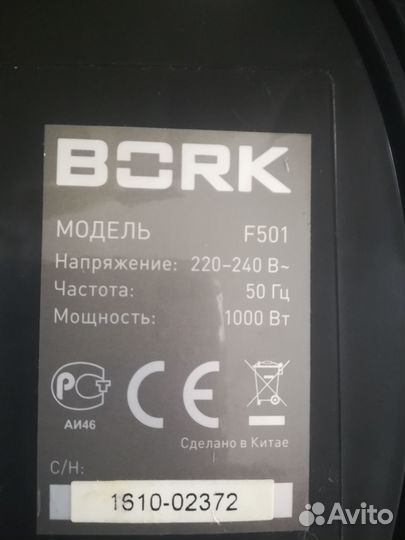 BORK
МОДЕЛЬ F501
Напряжение: 220-240 В~
Частота: 50 Гц
Мощность: 1000 Вт
РСТ CE
АИ46
Сделано в Китае
С/Н:
1610-02372
Avito